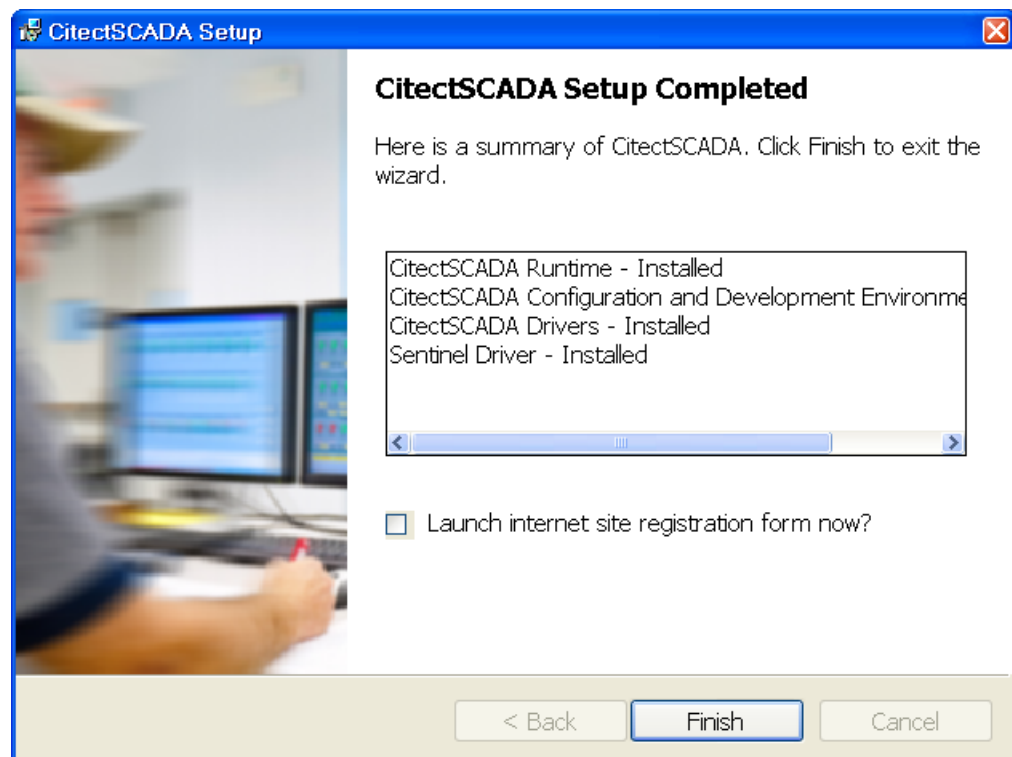 CitectSCADA Setup
CitectSCADA Setup Completed
Here is a summary of CitectSCADA. Click Finish to exit the
wizard.
CitectSCADA Runtime - Installed
CitectSCADA Configuration and Development Environme
CitectSCADA Drivers - Installed
Sentinel Driver - Installed
Launch internet site registration form now?
< Back Finish Cancel